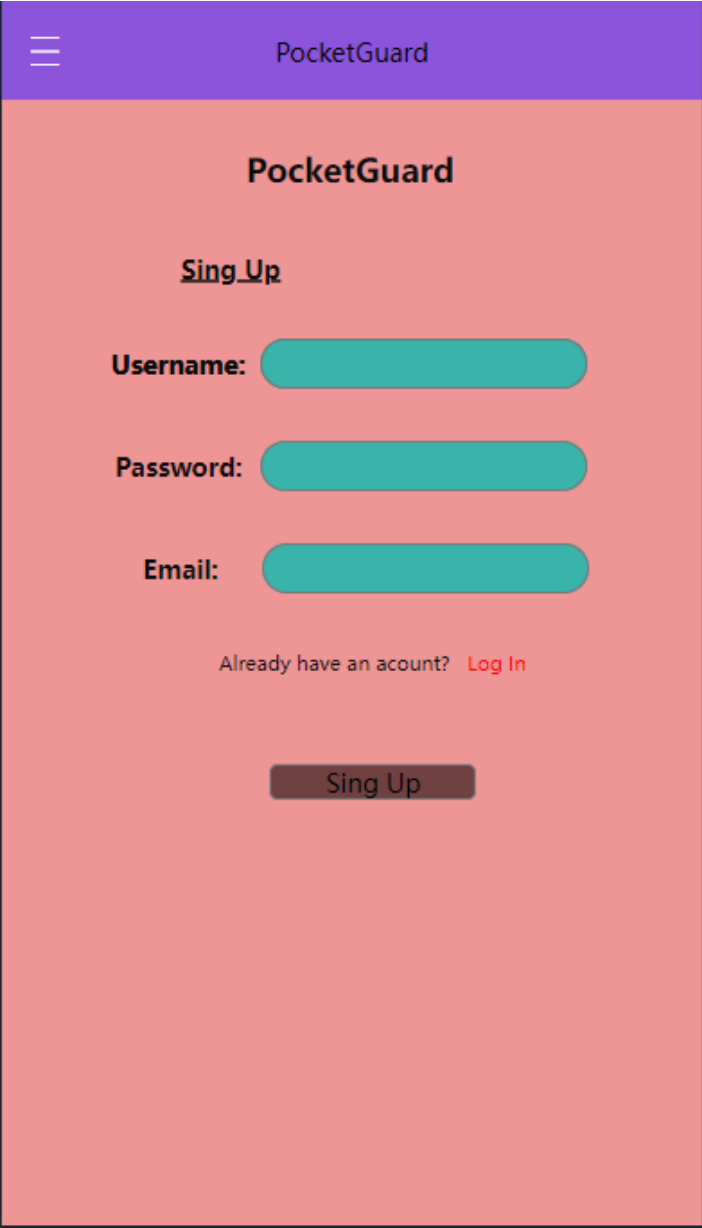 PocketGuard
PocketGuard
Sing Up
Username:
Password:
Email:
Already have an acount? Log In
Sing Up